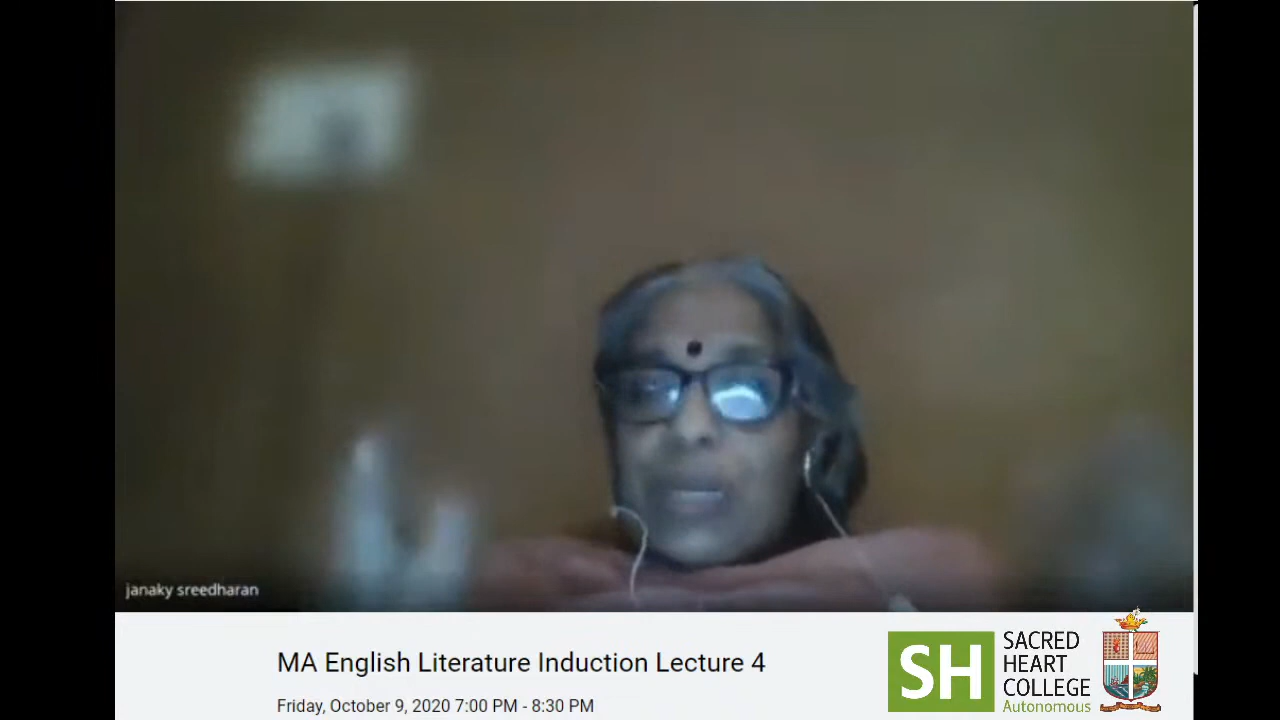 janaky sreedharan
MA English Literature Induction Lecture 4
Friday, October 9, 2020 7:00 PM - 8:30 PM
SH
SACRED
HEART
COLLEGE
Autonomous